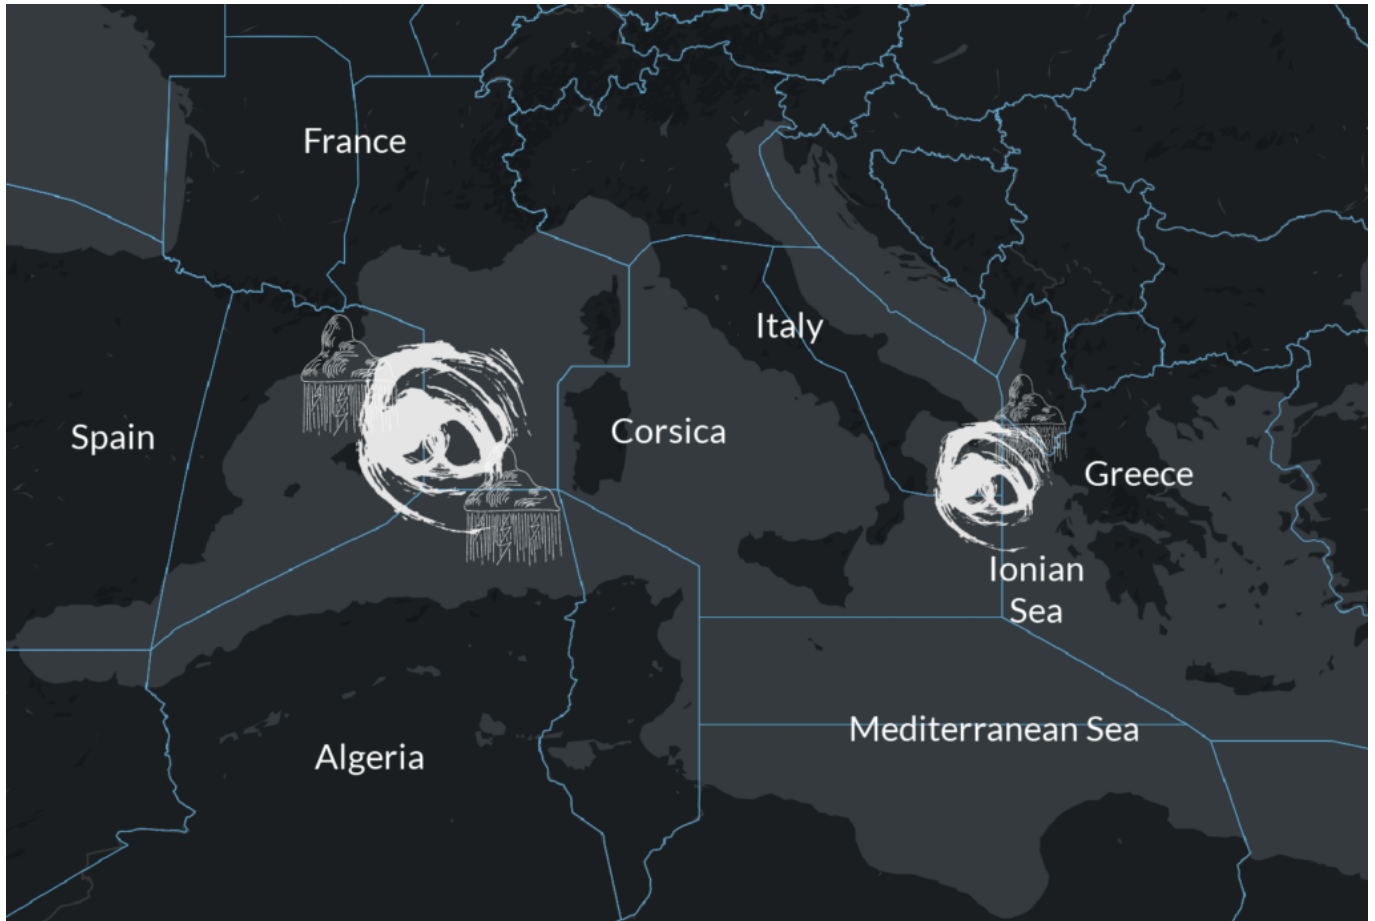 France
Italy
Spain
Corsica
Greece
Ionian
Sea
Mediterranean Sea
Algeria